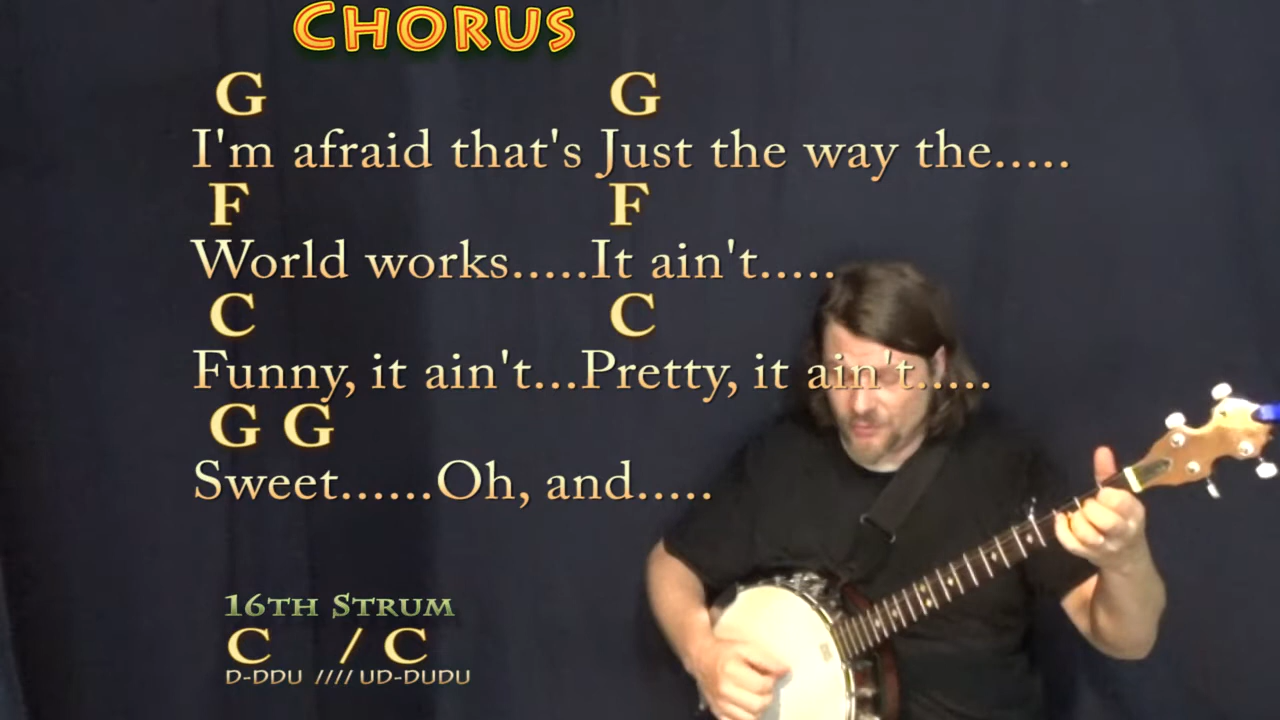 CHORUS
G G
I'm afraid that's Just the way the.....
F F
World works.....It ain't.....
C C
Funny, it ain't...Pretty, it ain't.....
G G
Sweet......Oh, and.....
16TH STRUM
C / C
D-DDU //// UD-DUDU